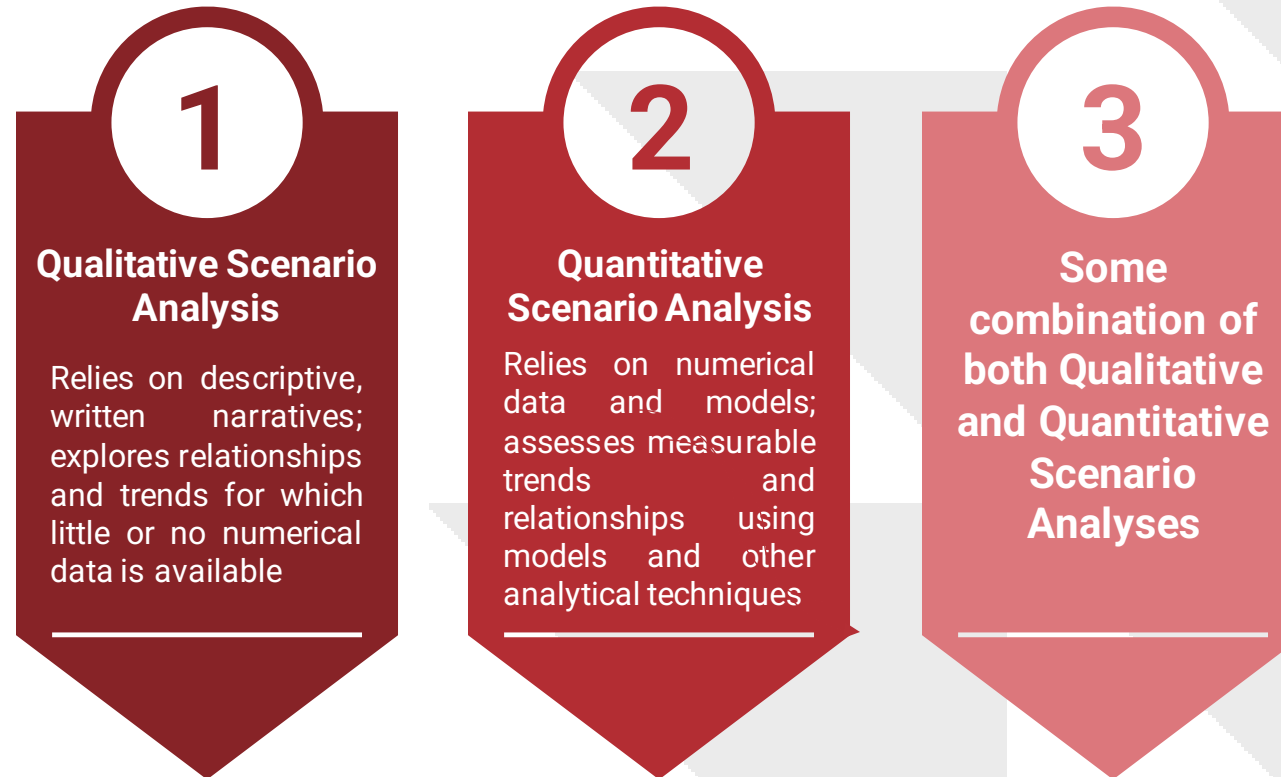 1
Qualitative Scenario
Analysis
Relies on descriptive,
written narratives;
explores relationships
and trends for which
little or no numerical
data is available
2
Quantitative
Scenario Analysis
Relies on numerical
data and models;
assesses measurable
trends and
relationships using
models and other
analytical techniques
3
Some
combination of
both Qualitative
and Quantitative
Scenario
Analyses